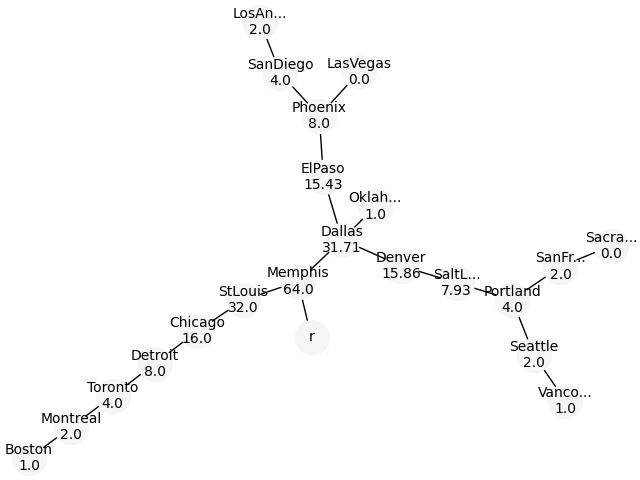 LosAn...
2.0
SanDiego
4.0
LasVegas
0.0
Phoenix
8.0
ElPaso
15.43
Oklah...
1.0
Dallas
31.71
Sacra...
0.0
Denver
15.86
SanFr...
2.0
SaltL...
7.93
Memphis
64.0
StLouis
32.0
Portland
4.0
Chicago
16.0
r
Detroit
8.0
Seattle
2.0
Toronto
4.0
Vanco...
1.0
Montreal
2.0
Boston
1.0